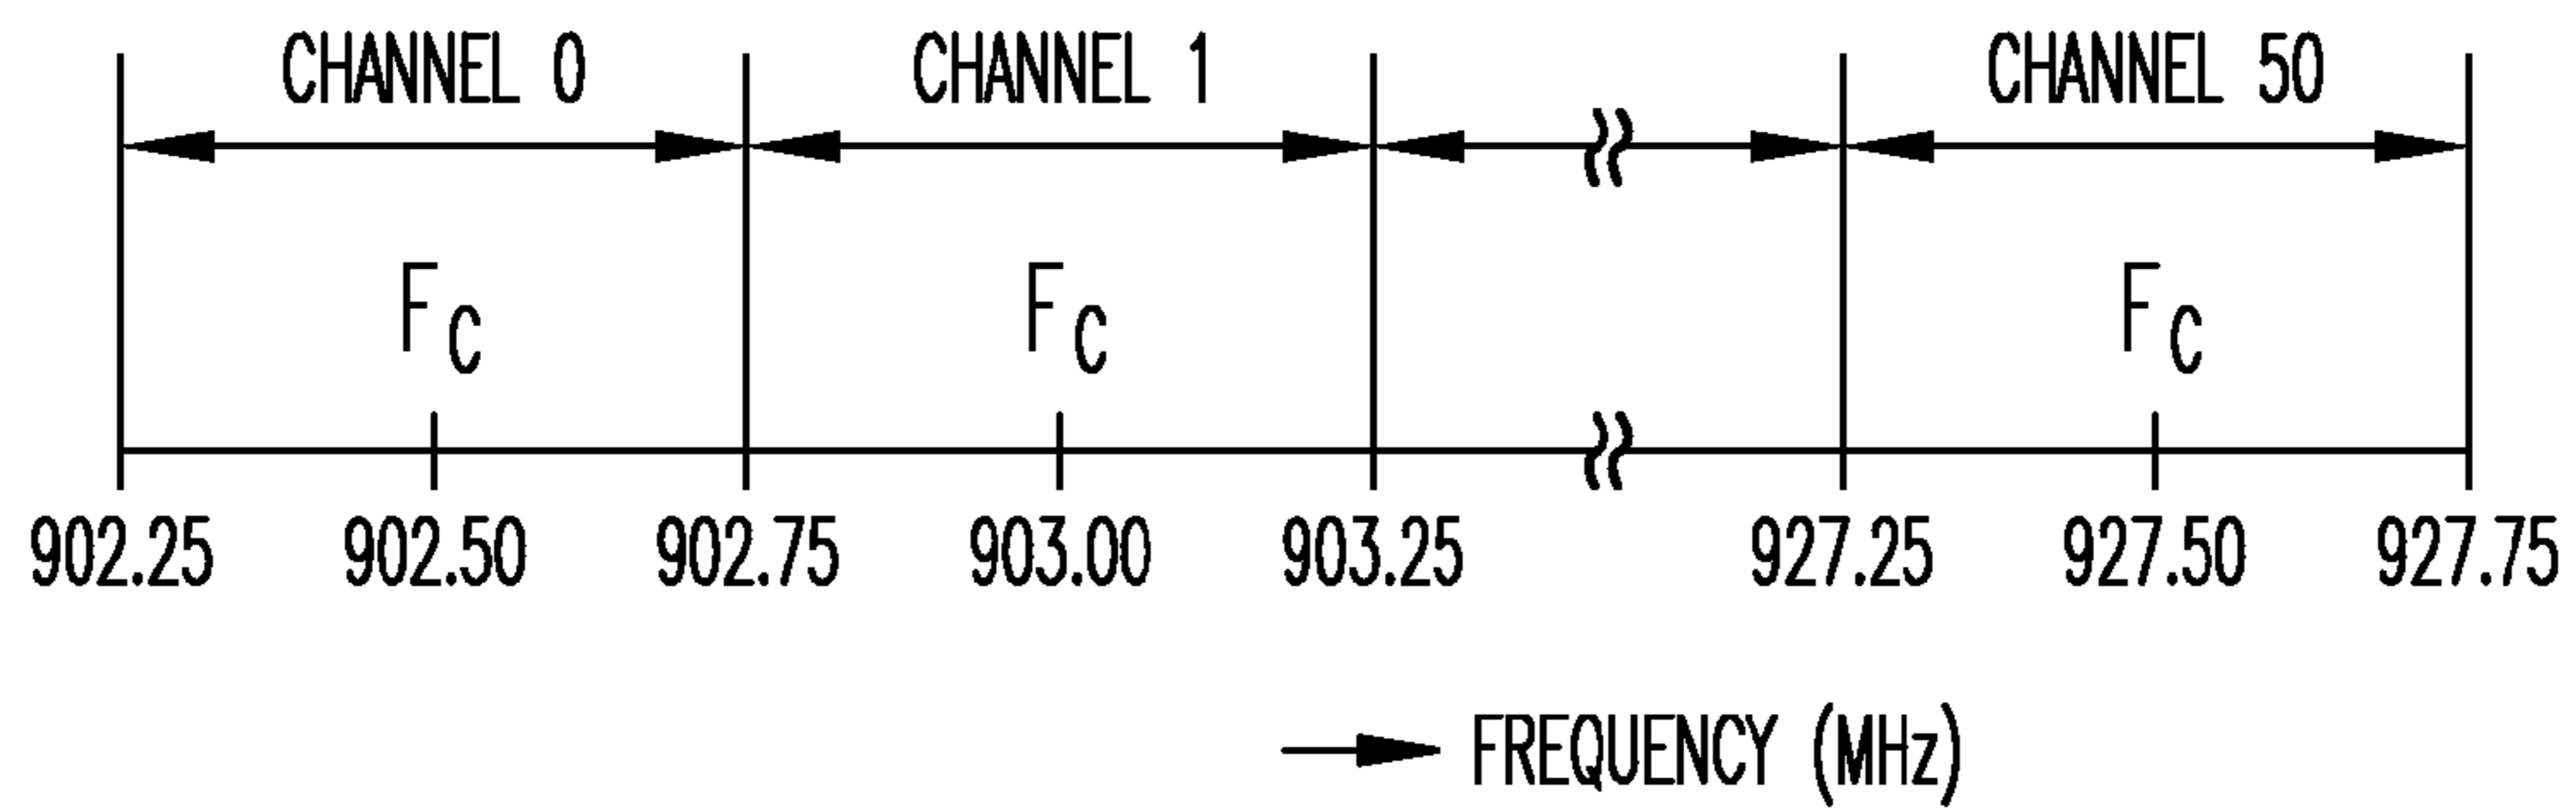 CHANNEL 0 CHANNEL 1 CHANNEL 50
FC FC FC
902.25 902.50 902.75 903.00 903.25 927.25 927.50 927.75
FREQUENCY (MHz)